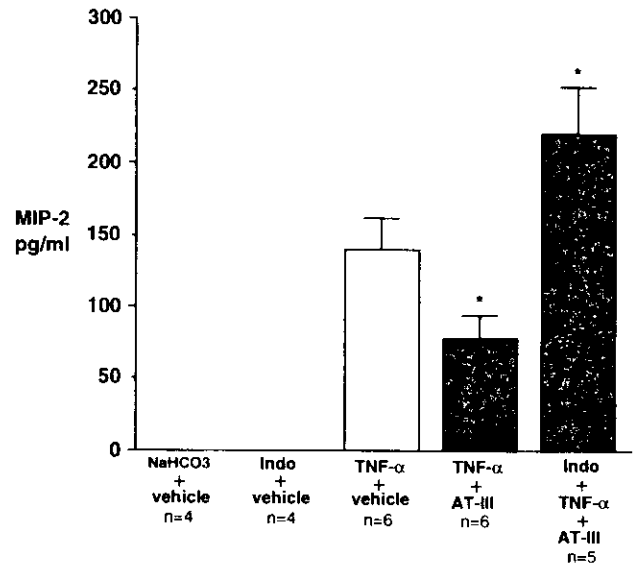 300
250
200
150
100
50
0
MIP-2
pg/ml
*
*
NaHCO3
+
vehicle
n=4
Indo
+
vehicle
n=4
TNF-α
+
vehicle
n=6
TNF-α
+
AT-III
n=6
Indo
+
TNF-α
+
AT-III
n=5